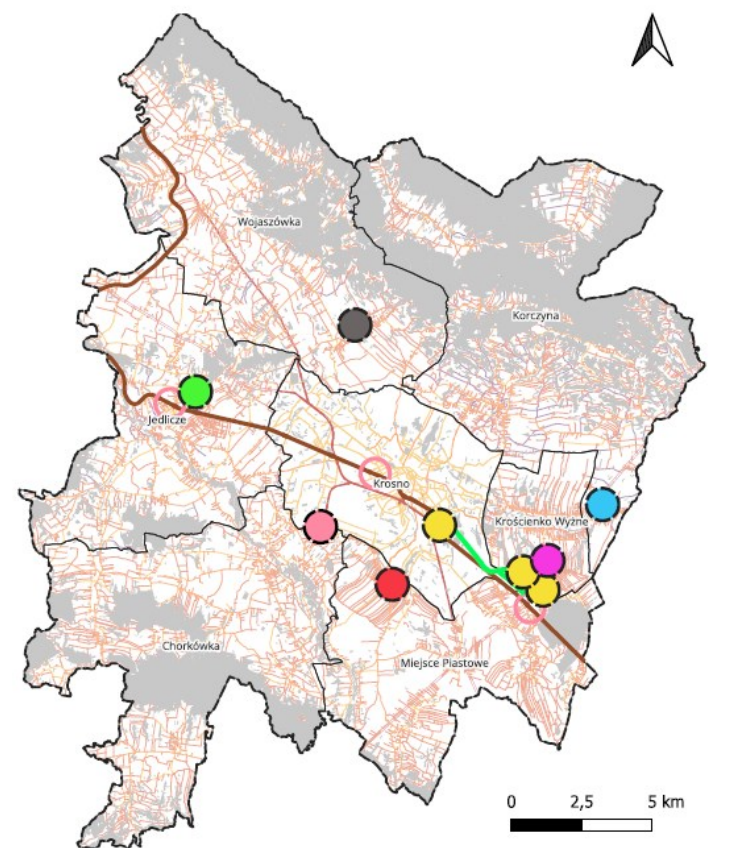 Wojaszówka
Korczyna
Jedlicze
Krosno
Krościenko Wyżne
Chorkówka
Miejsce Piastowe
0 2,5 5 km